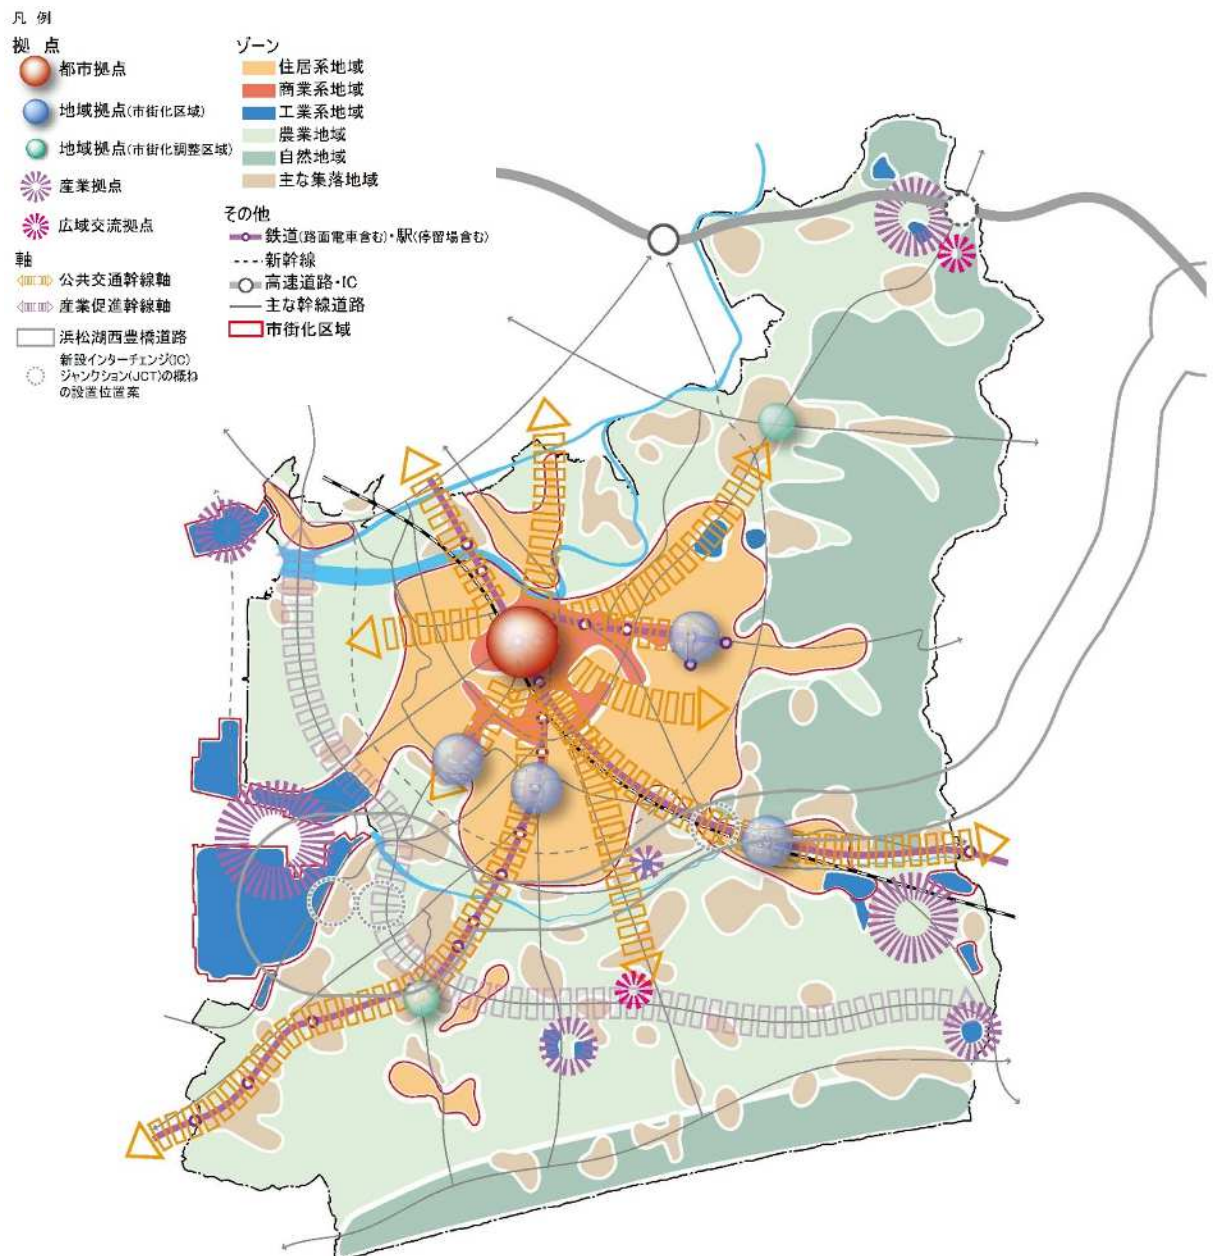 凡 例
拠 点
都市拠点
地域拠点(市街化区域)
地域拠点(市街化調整区域)
産業拠点
広域交流拠点
軸
公共交通幹線軸
産業促進幹線軸
浜松湖西豊橋道路
新設インターチェンジ(IC)
ジャンクション(JCT)の概ね
の設置位置案
ゾーン
住居系地域
商業系地域
工業系地域
農業地域
自然地域
主な集落地域
その他
鉄道(路面電車含む)・駅(停留場含む)
新幹線
高速道路・IC
主な幹線道路
市街化区域